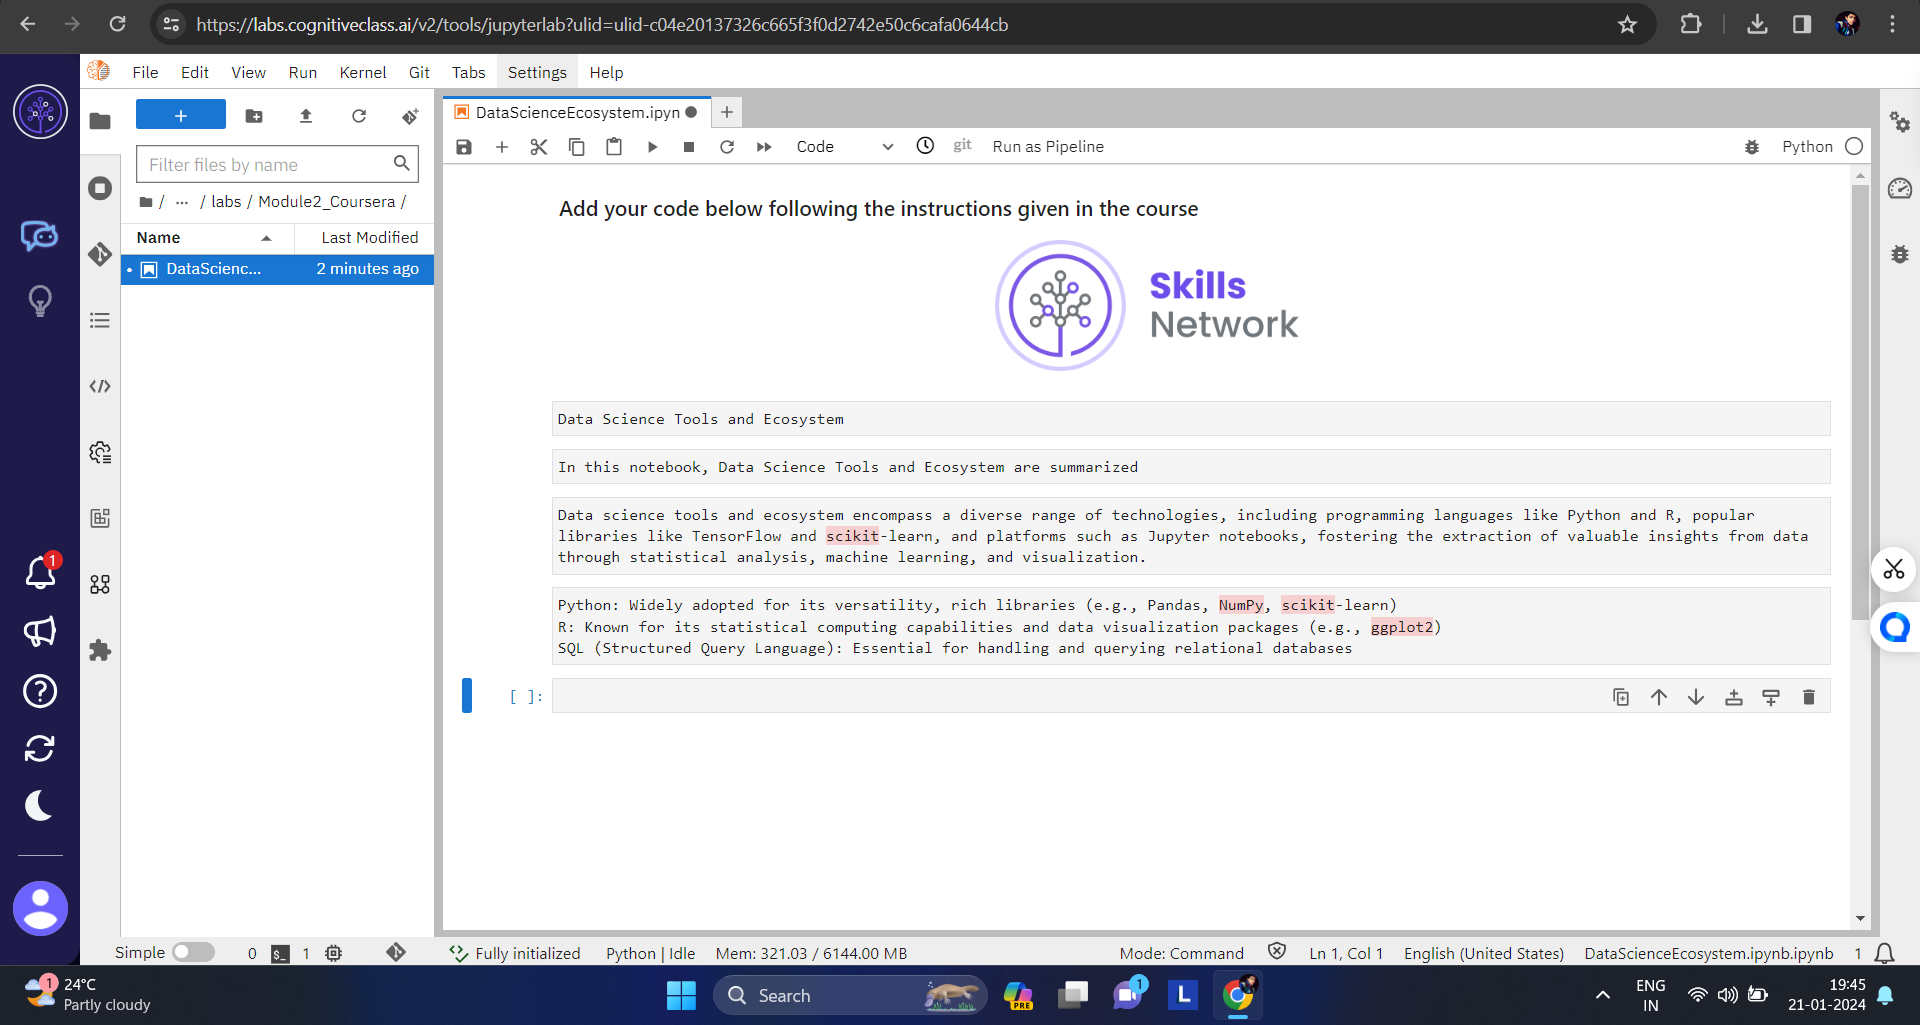 https://labs.cognitiveclass.ai/v2/tools/jupyterlab?ulid=ulid-c04e20137326c665f3f0d2742e50c6cafa0644cb
File Edit View Run Kernel Git Tabs Settings Help
DataScienceEcosystem.ipyn
Filter files by name
/ ... / labs / Module2_Coursera /
Name Last Modified
DataScienc... 2 minutes ago
Code git Run as Pipeline Python
Add your code below following the instructions given in the course
Skills
Network
Data Science Tools and Ecosystem
In this notebook, Data Science Tools and Ecosystem are summarized
Data science tools and ecosystem encompass a diverse range of technologies, including programming languages like Python and R, popular
libraries like TensorFlow and scikit-learn, and platforms such as Jupyter notebooks, fostering the extraction of valuable insights from data
through statistical analysis, machine learning, and visualization.
Python: Widely adopted for its versatility, rich libraries (e.g., Pandas, NumPy, scikit-learn)
R: Known for its statistical computing capabilities and data visualization packages (e.g., ggplot2)
SQL (Structured Query Language): Essential for handling and querying relational databases
[ ]:
1
Simple 0 $_ 1 Fully initialized Python | Idle Mem: 321.03 / 6144.00 MB Mode: Command Ln 1, Col 1 English (United States) DataScienceEcosystem.ipynb.ipynb 1
1 24°C
Partly cloudy
Search
PRE
1
L
ENG
IN
19:45
21-01-2024